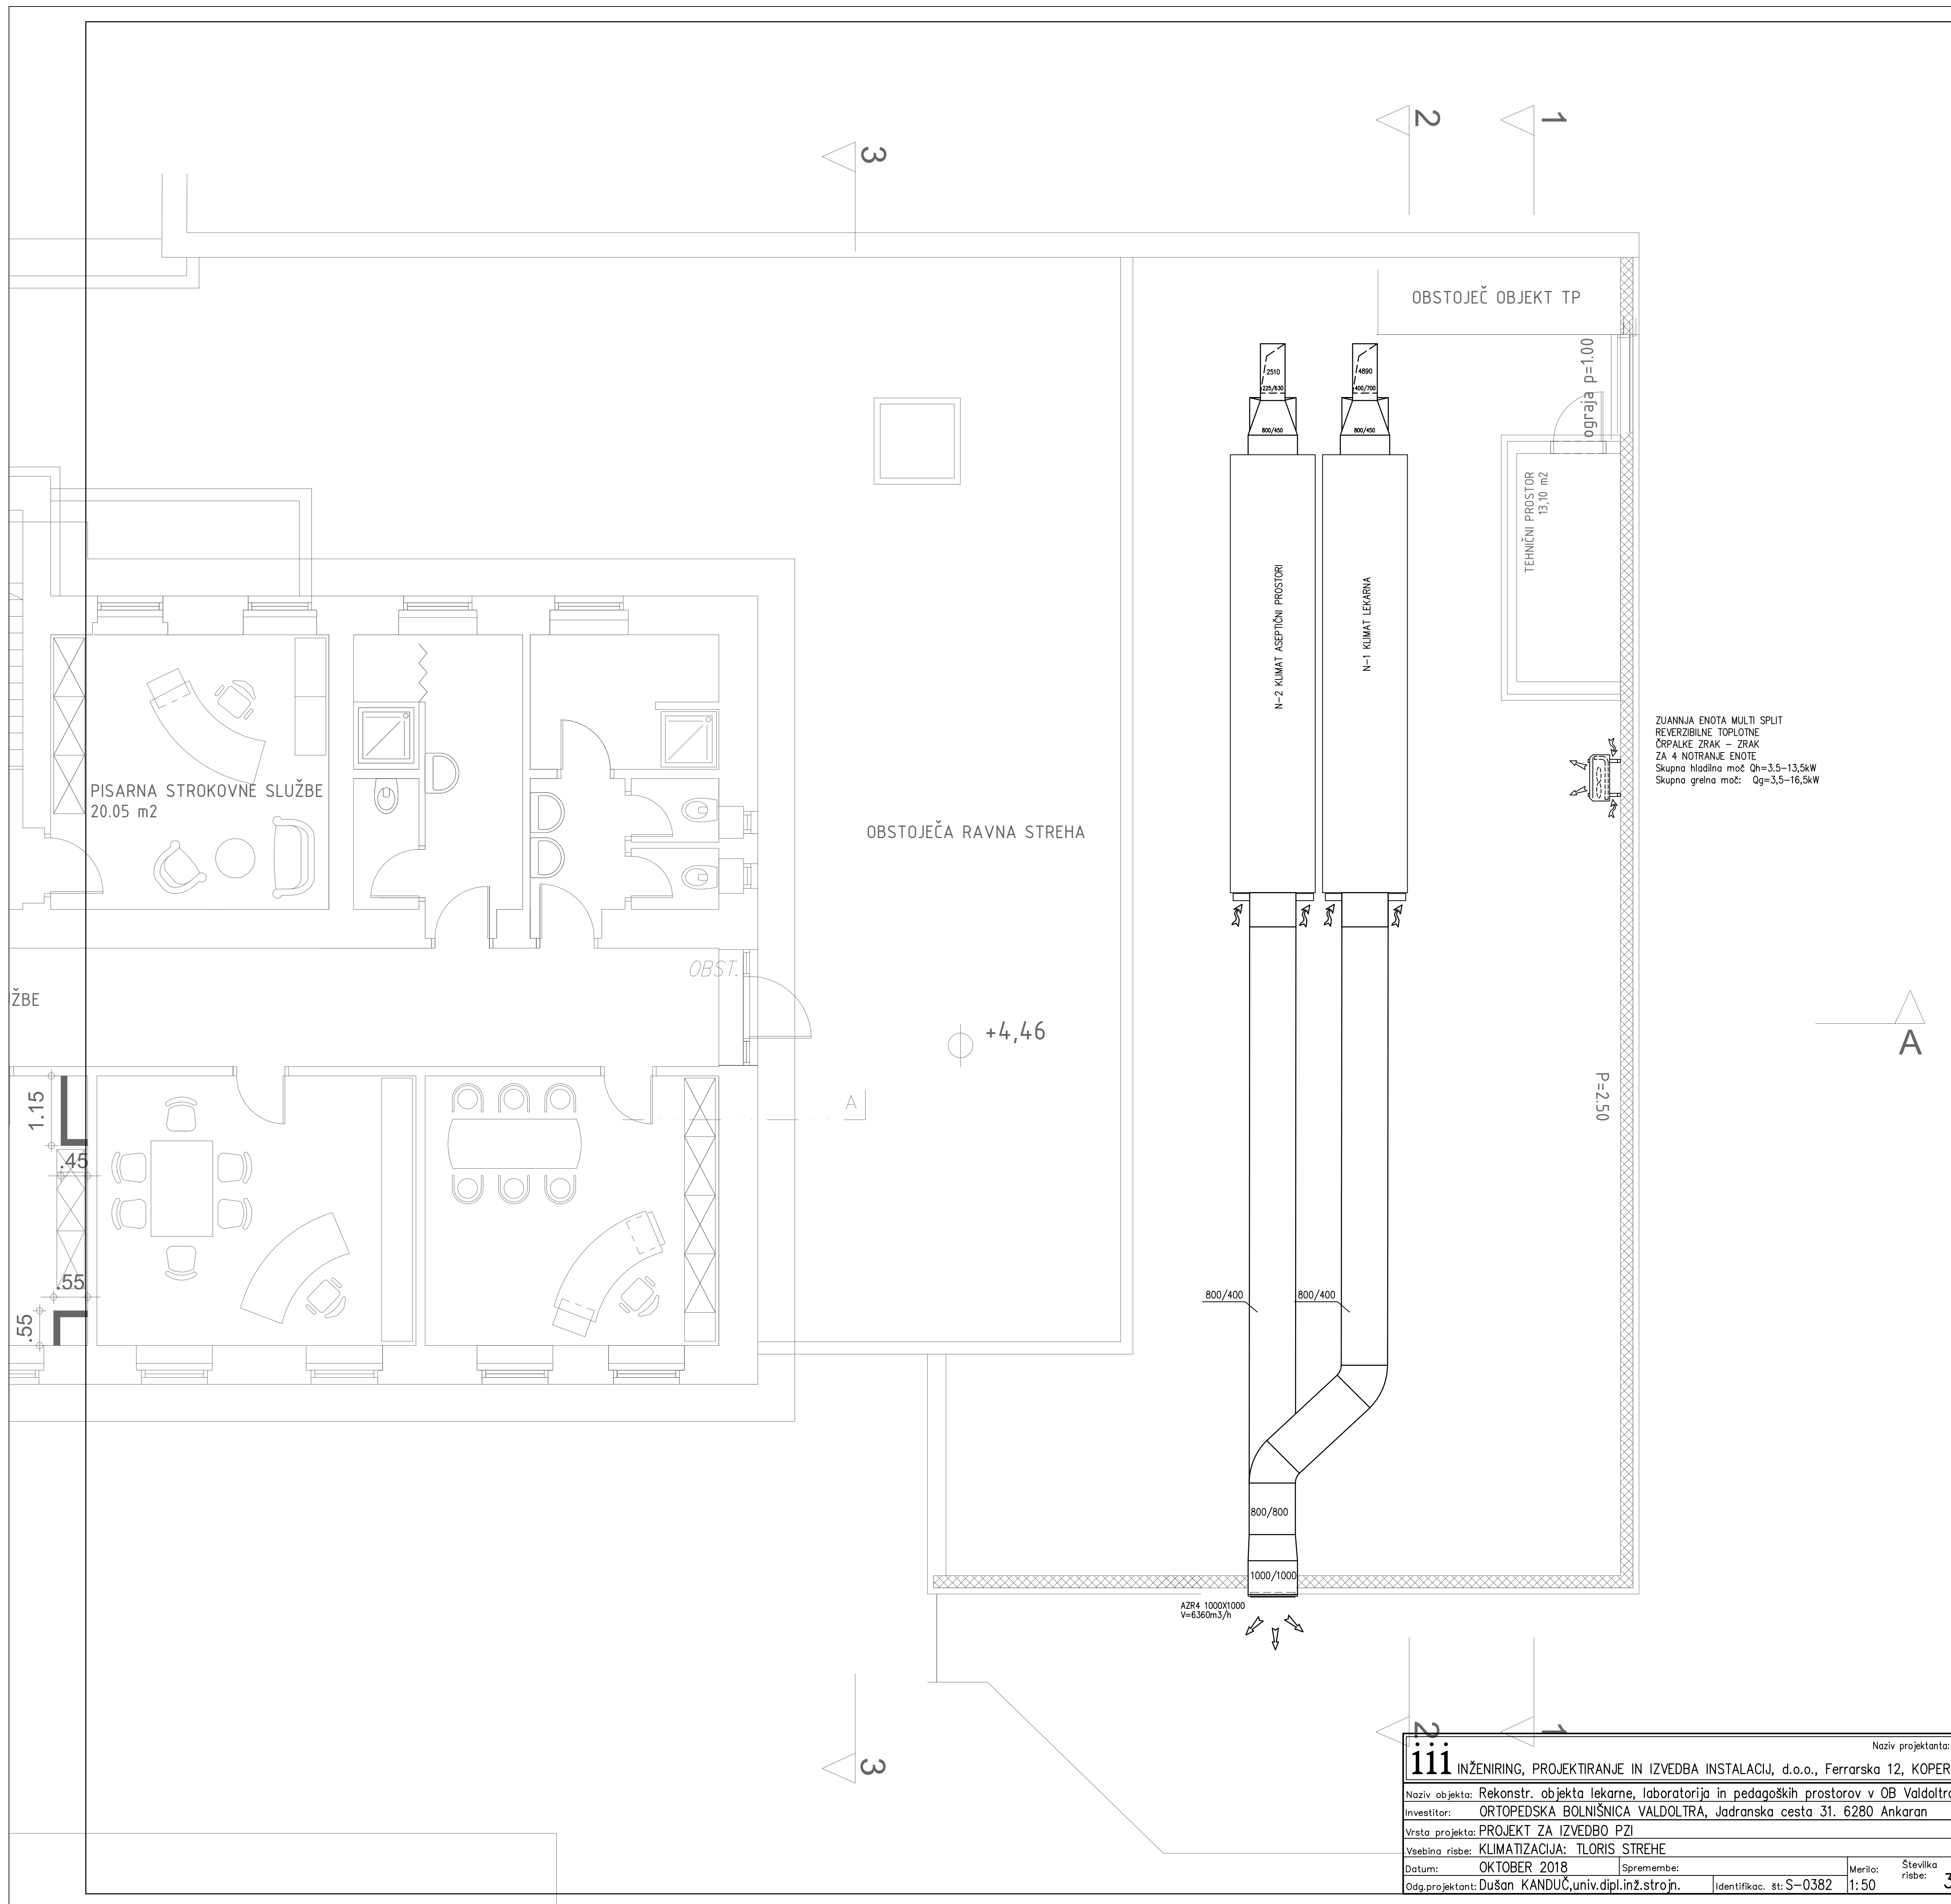 3
2
1
OBSTOJEČ OBJEKT TP
ograja p=1.00
2510
225/630
800/450
4890
400/700
800/450
TEHNIČNI PROSTOR
13,10 m2
N-2 KLIMAT ASEPTIČNI PROSTORI
N-1 KLIMAT LEKARNA
ZUANNJA ENOTA MULTI SPLIT
REVERZIBILNE TOPLOTNE
ČRPALKE ZRAK - ZRAK
ZA 4 NOTRANJE ENOTE
Skupna hladilna moč Qh=3.5-13,5kW
Skupna grelna moč: Qg=3,5-16,5kW
PISARNA STROKOVNE SLUŽBE
20.05 m2
OBSTOJEČA RAVNA STREHA
OBST.
ŽBE
+4,46
A
A
P=2.50
1.15
.45
.55
.55
800/400
800/400
800/800
1000/1000
AZR4 1000X1000
V=6360m3/h
3
2
1
iii
Naziv projektanta:
INŽENIRING, PROJEKTIRANJE IN IZVEDBA INSTALACIJ, d.o.o., Ferrarska 12, KOPER
Naziv objekta: Rekonstr. objekta lekarne, laboratorija in pedagoških prostorov v OB Valdoltra
Investitor: ORTOPEDSKA BOLNIŠNICA VALDOLTRA, Jadranska cesta 31. 6280 Ankaran
Vrsta projekta: PROJEKT ZA IZVEDBO PZI
Vsebina risbe: KLIMATIZACIJA: TLORIS STREHE
Datum: OKTOBER 2018 Spremembe: Merilo: 1:50 Številka risbe: 3
Odg.projektant: Dušan KANDUČ,univ.dipl.inž.strojn. Identifikac. št: S-0382